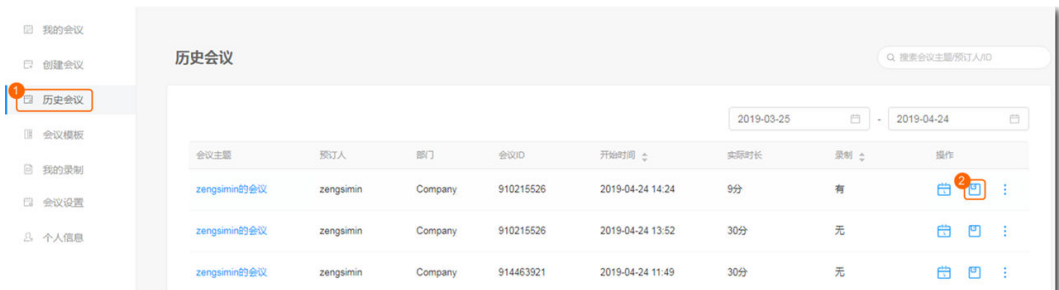 我的会议
创建会议
1
历史会议
会议模板
我的录制
会议设置
个人信息
历史会议
搜索会议主题/预订人/ID
2019-03-25 - 2019-04-24
会议主题 预订人 部门 会议ID 开始时间 实际时长 录制 操作
zengsimin的会议 zengsimin Company 910215526 2019-04-24 14:24 9分 有 2
zengsimin的会议 zengsimin Company 910215526 2019-04-24 13:52 30分 无
zengsimin的会议 zengsimin Company 914463921 2019-04-24 11:49 30分 无